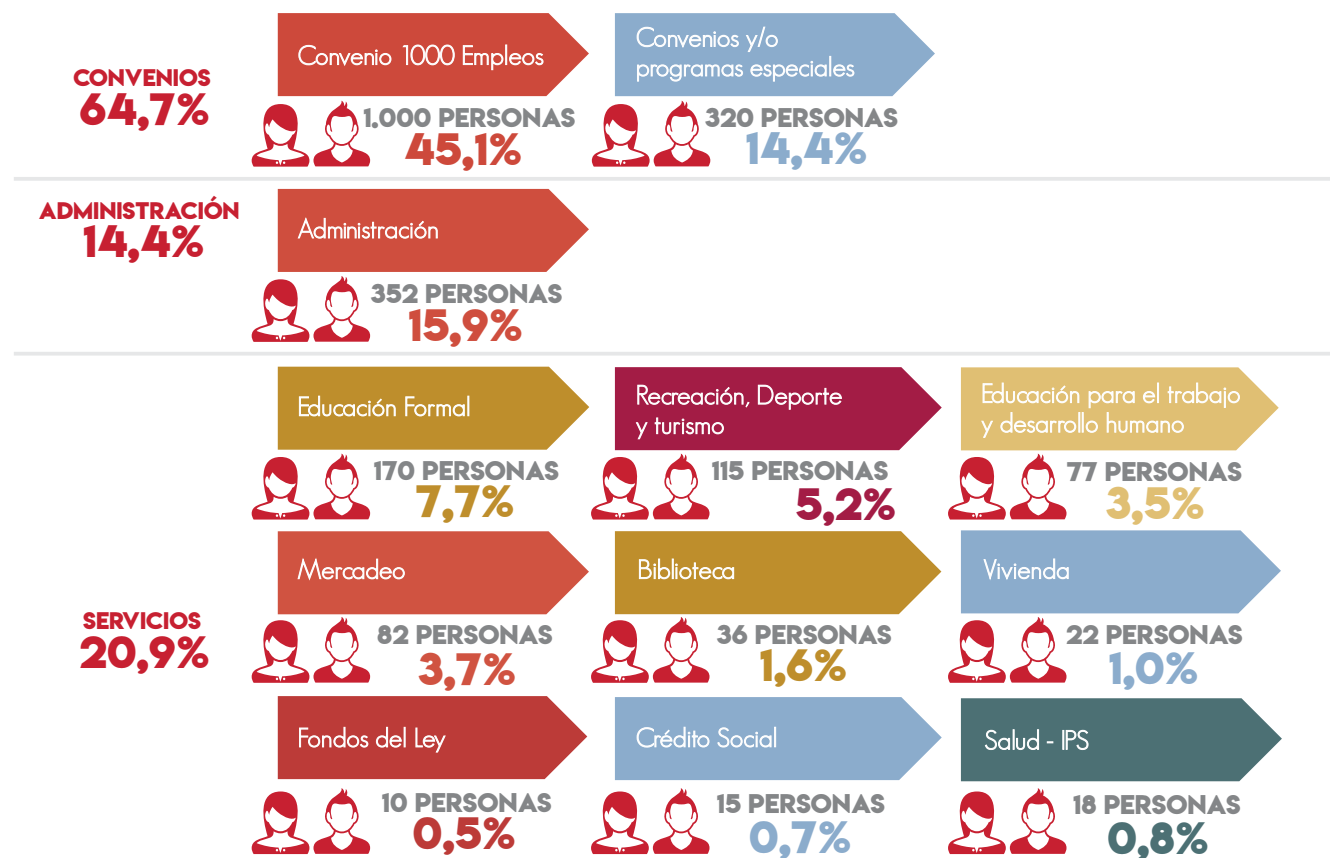 CONVENIOS
64,7%
Convenio 1000 Empleos
1.000 PERSONAS
45,1%
Convenios y/o
programas especiales
320 PERSONAS
14,4%
ADMINISTRACIÓN
14,4%
Administración
352 PERSONAS
15,9%
SERVICIOS
20,9%
Educación Formal
170 PERSONAS
7,7%
Recreación, Deporte
y turismo
115 PERSONAS
5,2%
Educación para el trabajo
y desarrollo humano
77 PERSONAS
3,5%
Mercadeo
82 PERSONAS
3,7%
Biblioteca
36 PERSONAS
1,6%
Vivienda
22 PERSONAS
1,0%
Fondos del Ley
10 PERSONAS
0,5%
Crédito Social
15 PERSONAS
0,7%
Salud - IPS
18 PERSONAS
0,8%